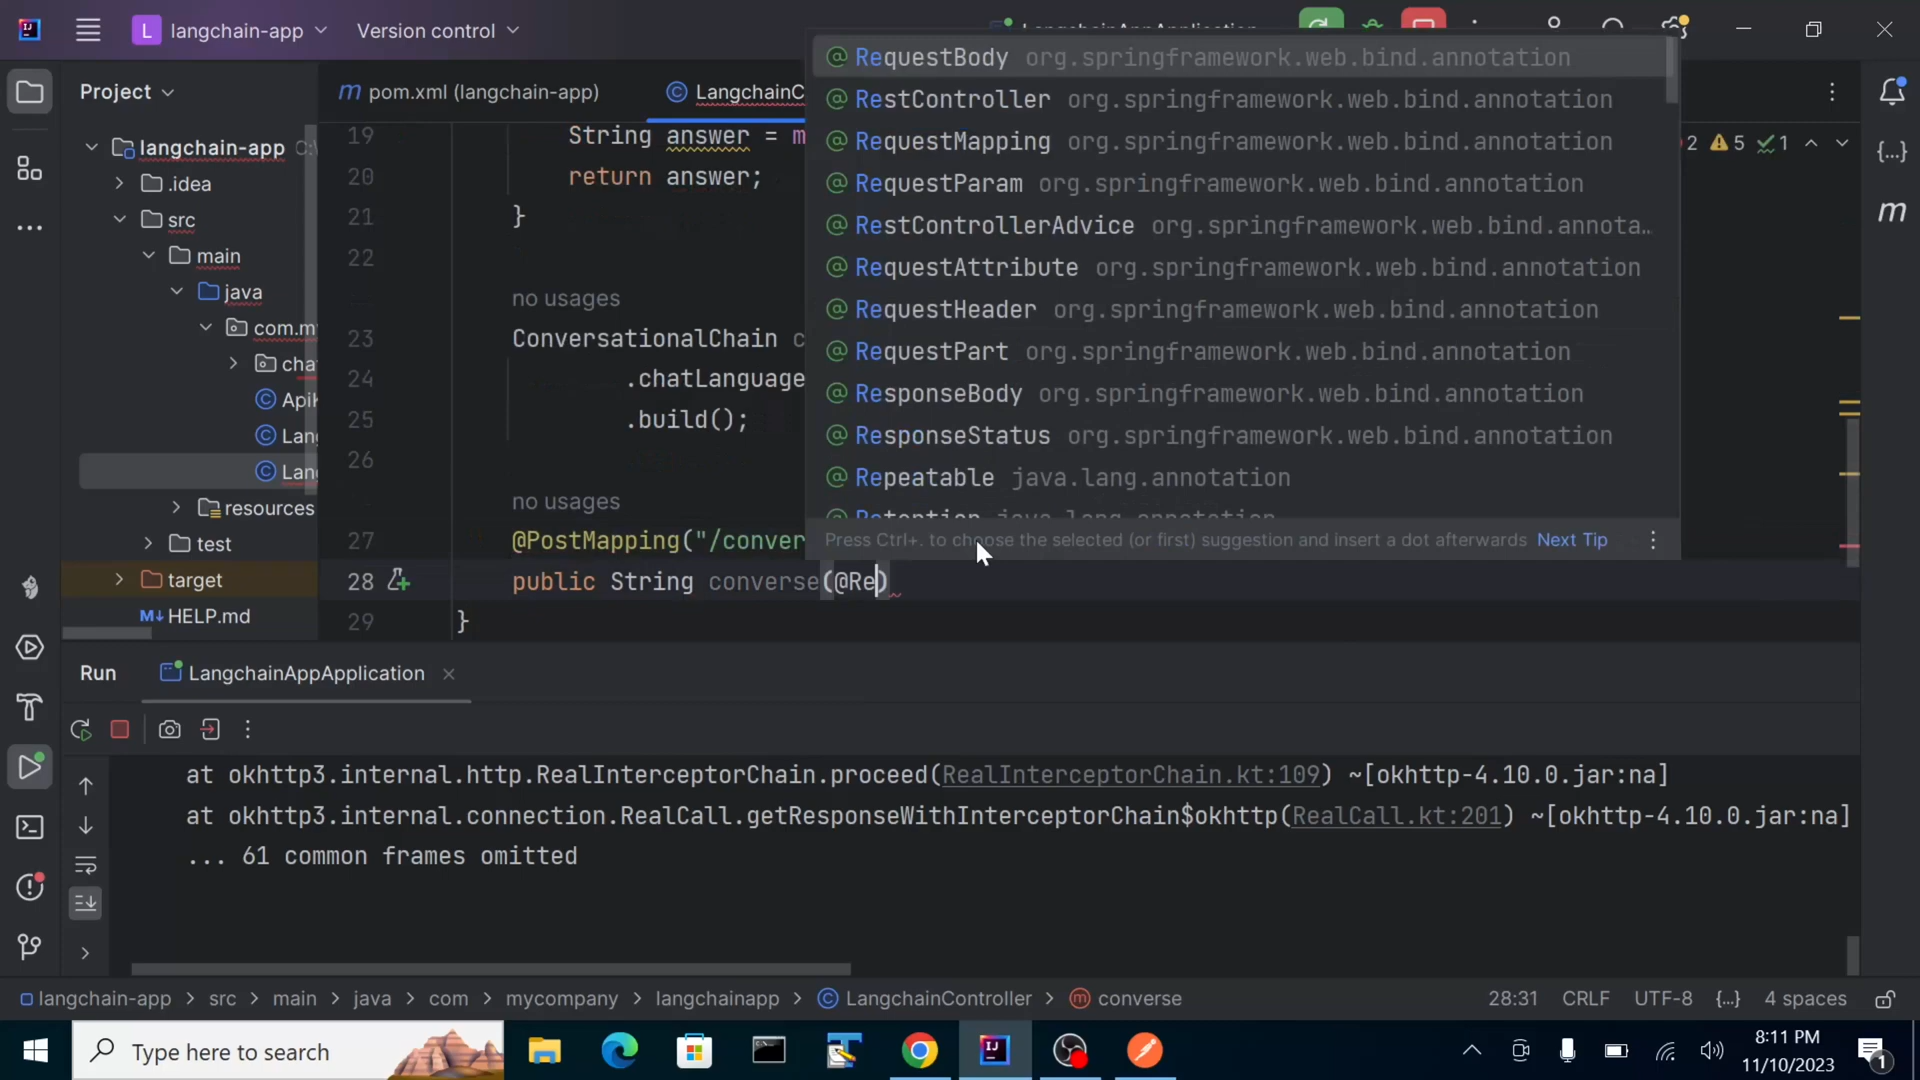 L langchain-app Version control
Project
pom.xml (langchain-app)
LangchainC
2 5 1
langchain-app
.idea
src
main
java
com.m
cha
Api
Lan
Lan
resources
test
target
HELP.md
19 String answer = m
20 return answer;
21 }
22
no usages
23 ConversationalChain c
24 .chatLanguage
25 .build();
26
no usages
27 @PostMapping("/conver
28 public String converse(@Re)
29 }
@ RequestBody org.springframework.web.bind.annotation
@ RestController org.springframework.web.bind.annotation
@ RequestMapping org.springframework.web.bind.annotation
@ RequestParam org.springframework.web.bind.annotation
@ RestControllerAdvice org.springframework.web.bind.annota…
@ RequestAttribute org.springframework.web.bind.annotation
@ RequestHeader org.springframework.web.bind.annotation
@ RequestPart org.springframework.web.bind.annotation
@ ResponseBody org.springframework.web.bind.annotation
@ ResponseStatus org.springframework.web.bind.annotation
@ Repeatable java.lang.annotation
@ Retention java.lang.annotation
Press Ctrl+. to choose the selected (or first) suggestion and insert a dot afterwards Next Tip
Run LangchainAppApplication
at okhttp3.internal.http.RealInterceptorChain.proceed(RealInterceptorChain.kt:109) ~[okhttp-4.10.0.jar:na]
at okhttp3.internal.connection.RealCall.getResponseWithInterceptorChain$okhttp(RealCall.kt:201) ~[okhttp-4.10.0.jar:na]
... 61 common frames omitted
langchain-app > src > main > java > com > mycompany > langchainapp > LangchainController > converse
28:31 CRLF UTF-8 {..} 4 spaces
Type here to search
8:11 PM
11/10/2023
1